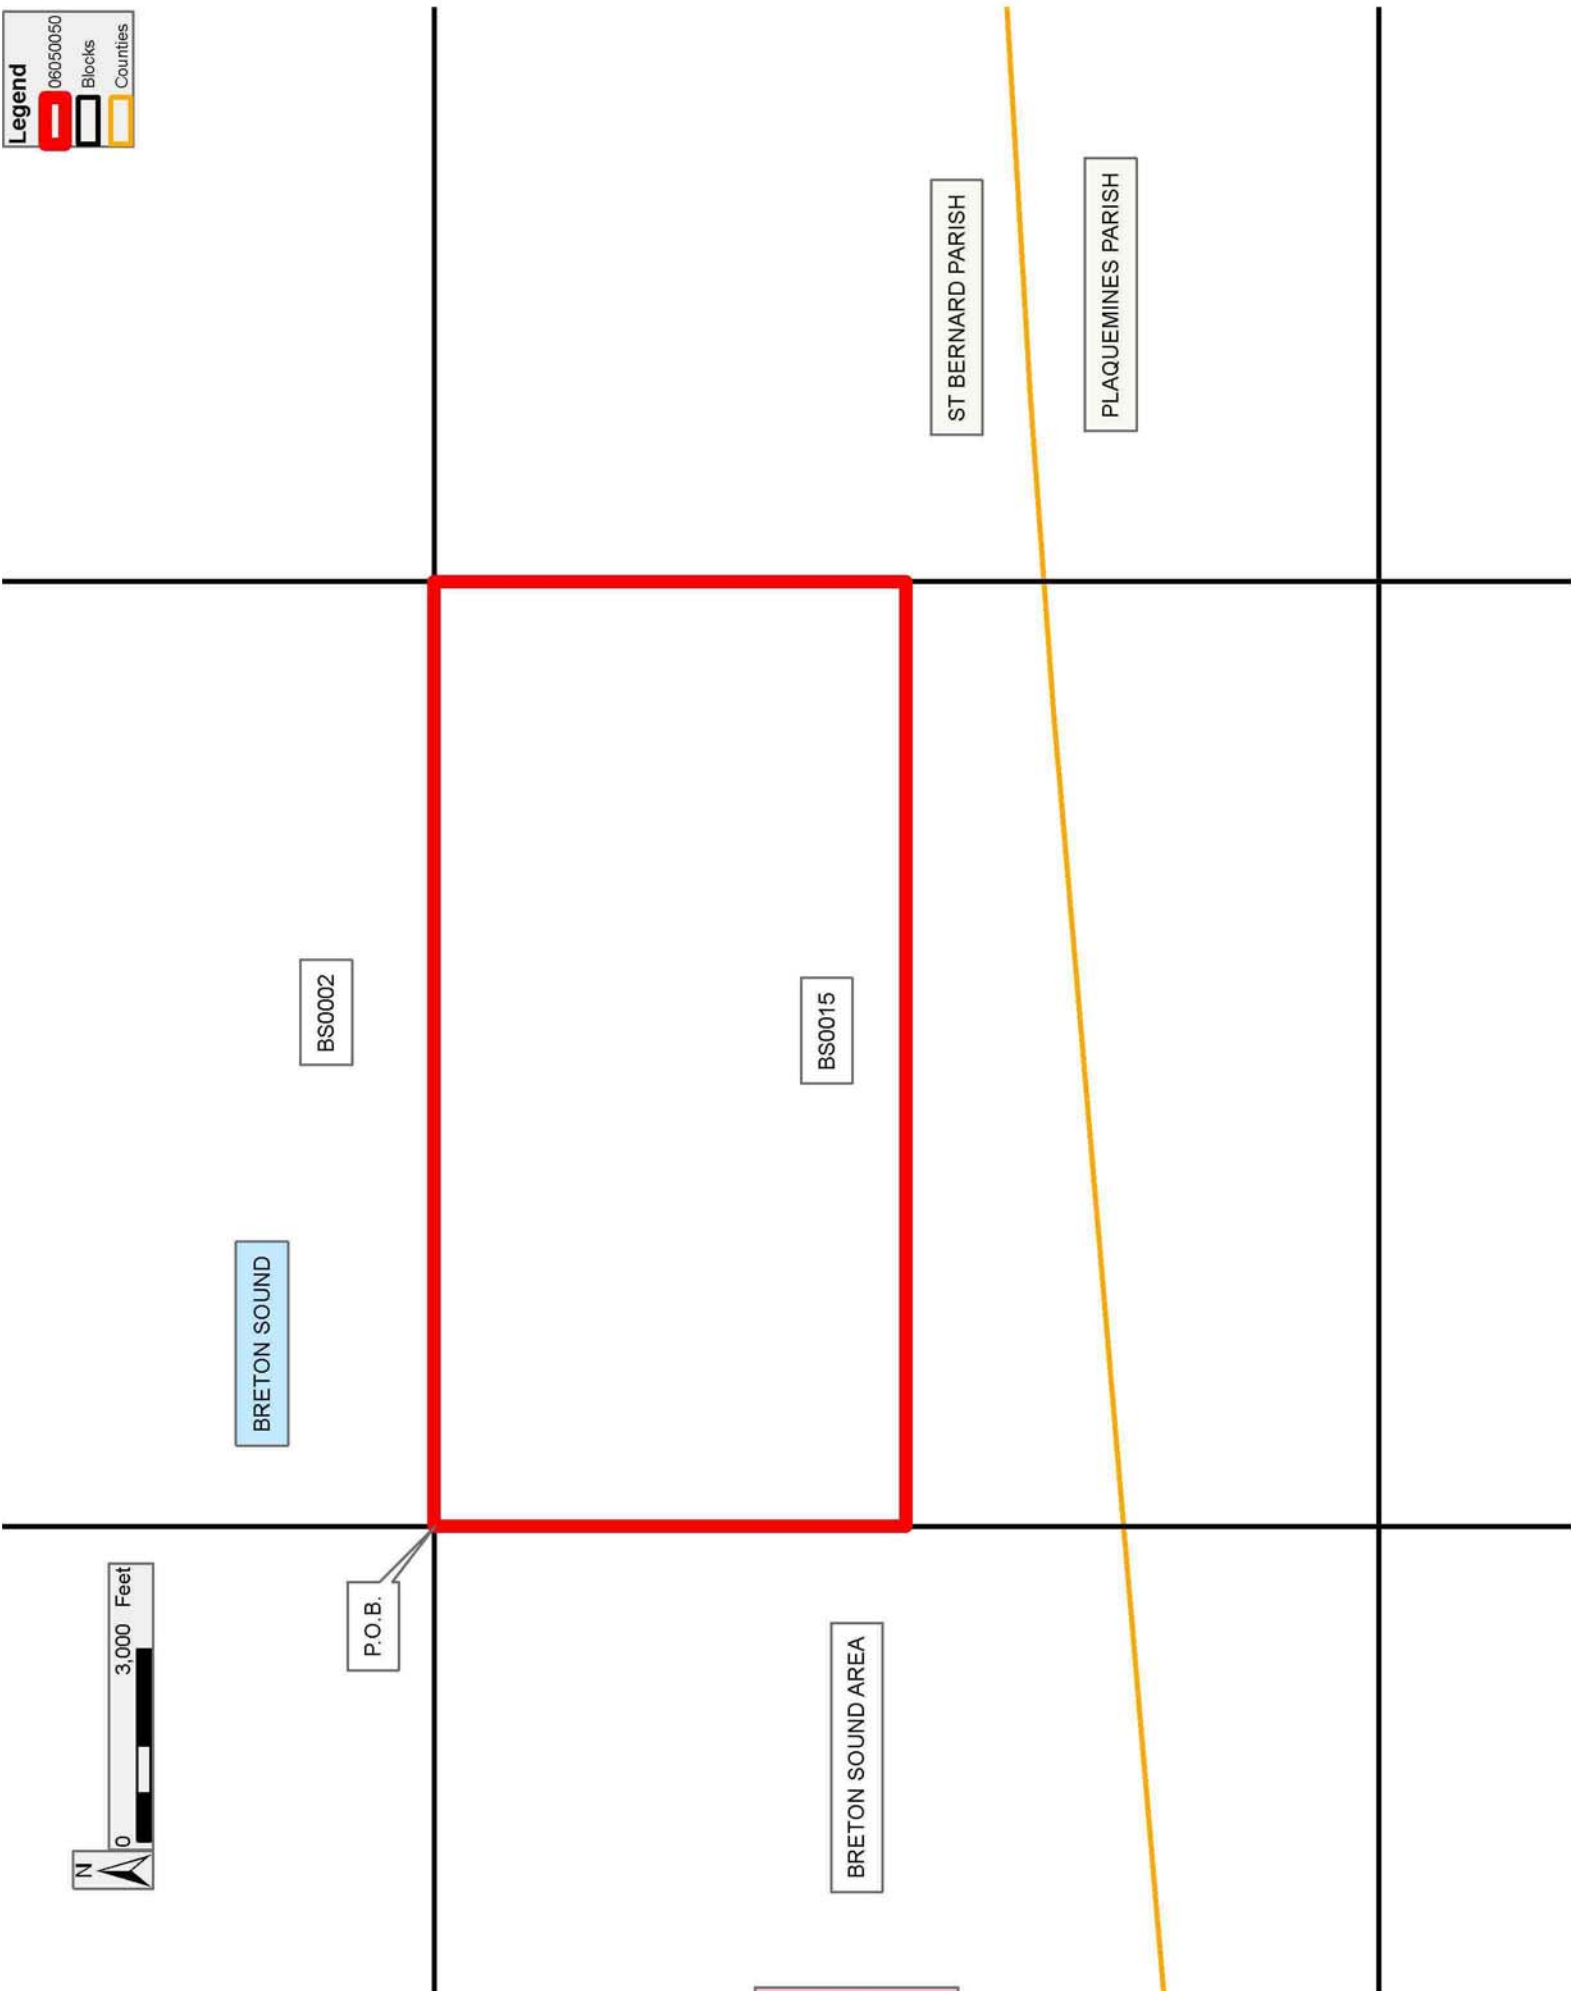 N
0 3,000 Feet
Legend
06050050
Blocks
Counties
BRETON SOUND
BS0002
P.O.B.
BS0015
BRETON SOUND AREA
ST BERNARD PARISH
PLAQUEMINES PARISH